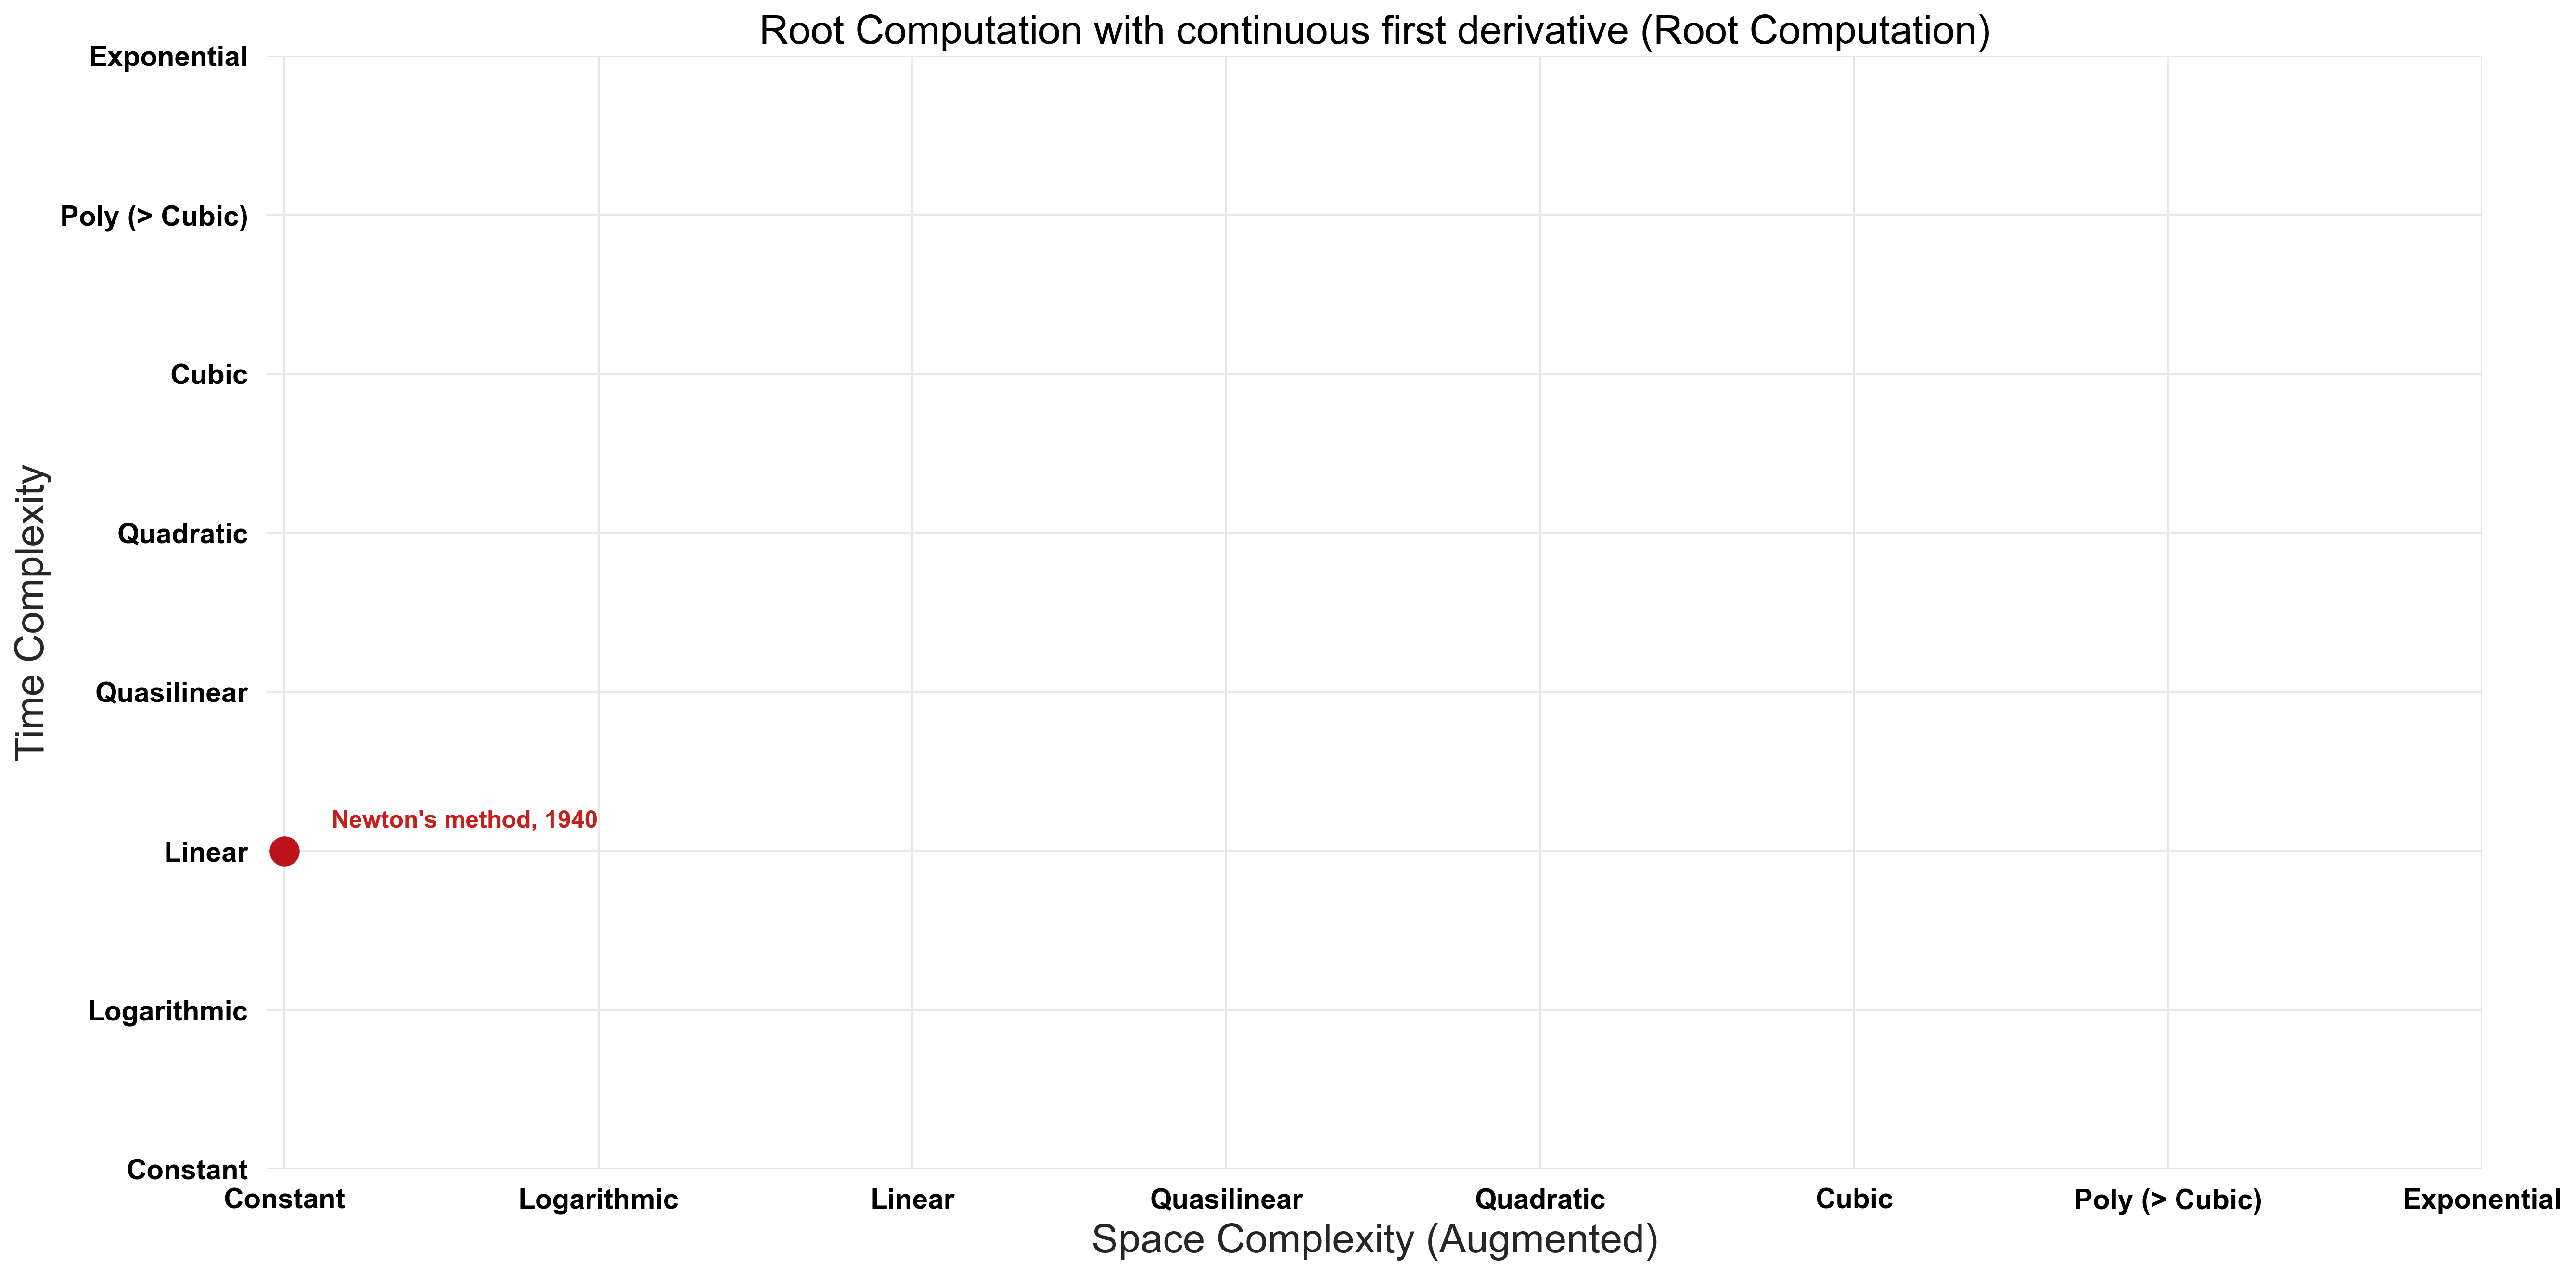 Root Computation with continuous first derivative (Root Computation)
Exponential
Poly (> Cubic)
Cubic
Quadratic
Quasilinear
Linear
Logarithmic
Constant
Time Complexity
Newton's method, 1940
Constant Logarithmic Linear Quasilinear Quadratic Cubic Poly (> Cubic) Exponential
Space Complexity (Augmented)